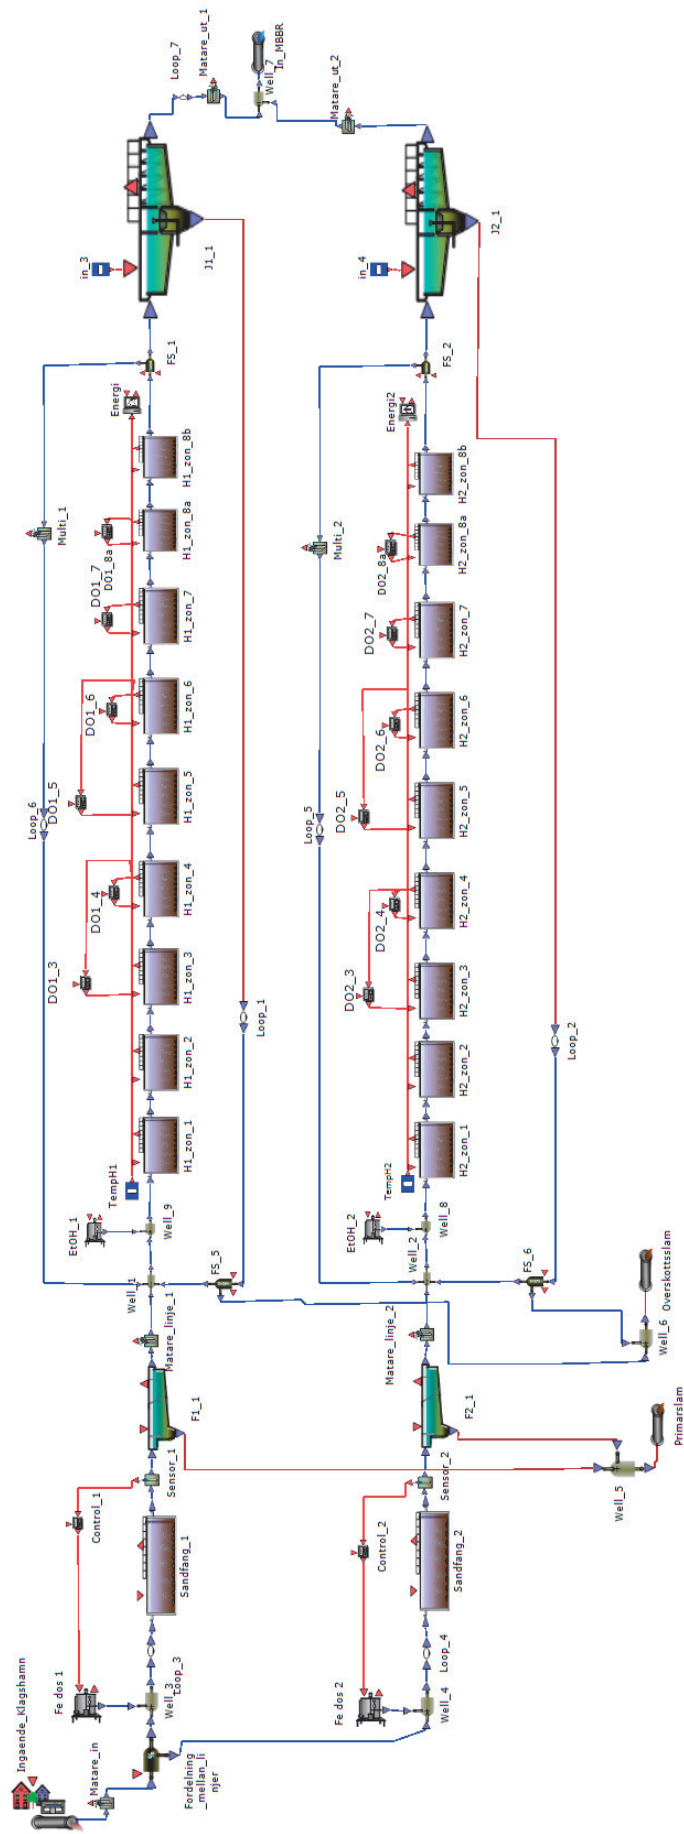 Ingaende_Klagshamn
Matare_in
Fordelning
_mellan_li
njer
Fe dos 1
Well_3
Loop_3
Control_1
Sandfang_1
Sensor_1
F1_1
Matare_linje_1
Well_1
FS_5
EtOH_1
Well_9
TempH1
H1_zon_1
H1_zon_2
H1_zon_3
H1_zon_4
H1_zon_5
H1_zon_6
H1_zon_7
H1_zon_8a
H1_zon_8b
DO1_3
DO1_4
DO1_5
DO1_6
DO1_7
DO1_8a
Energi
Loop_6
Multi_1
FS_1
Loop_1
in_3
J1_1
Loop_7
Matare_ut_1
Well_7
In_MBBR
Matare_ut_2
Fe dos 2
Well_4
Loop_4
Control_2
Sandfang_2
Sensor_2
F2_1
Matare_linje_2
Well_2
FS_6
EtOH_2
Well_8
TempH2
H2_zon_1
H2_zon_2
H2_zon_3
H2_zon_4
H2_zon_5
H2_zon_6
H2_zon_7
H2_zon_8a
H2_zon_8b
DO2_3
DO2_4
DO2_5
DO2_6
DO2_7
DO2_8a
Energi2
Loop_5
Multi_2
FS_2
Loop_2
in_4
J2_1
Well_5
Primarslam
Well_6
Overskottsslam